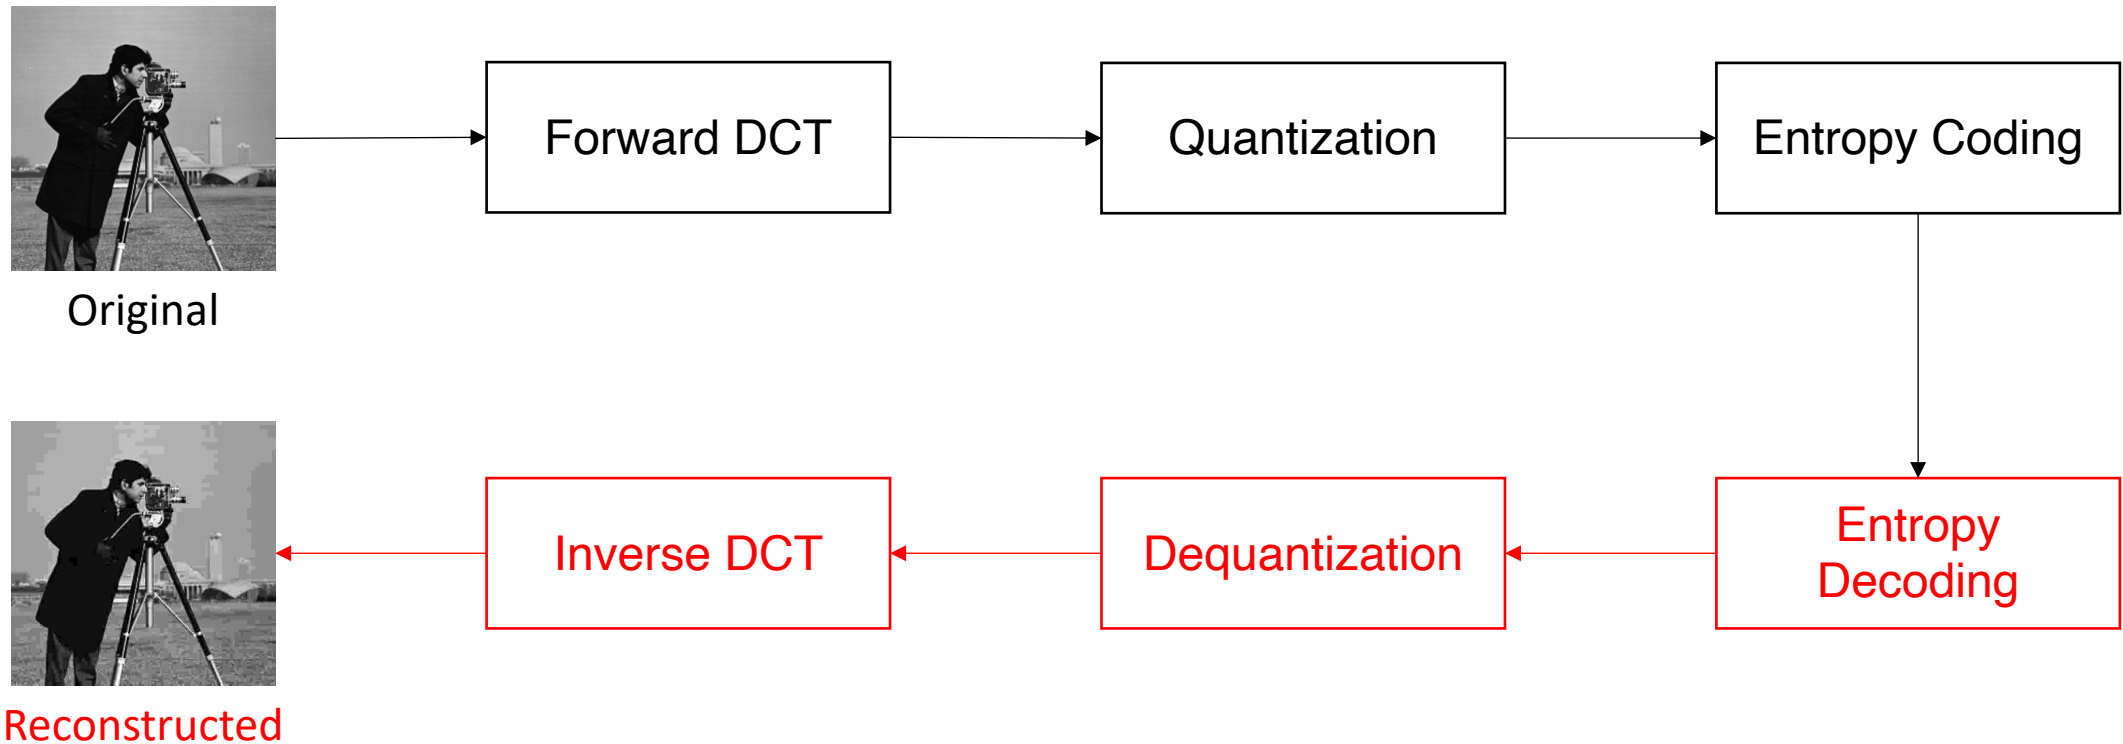 Forward DCT
Quantization
Entropy Coding
Original
Inverse DCT
Dequantization
Entropy
Decoding
Reconstructed